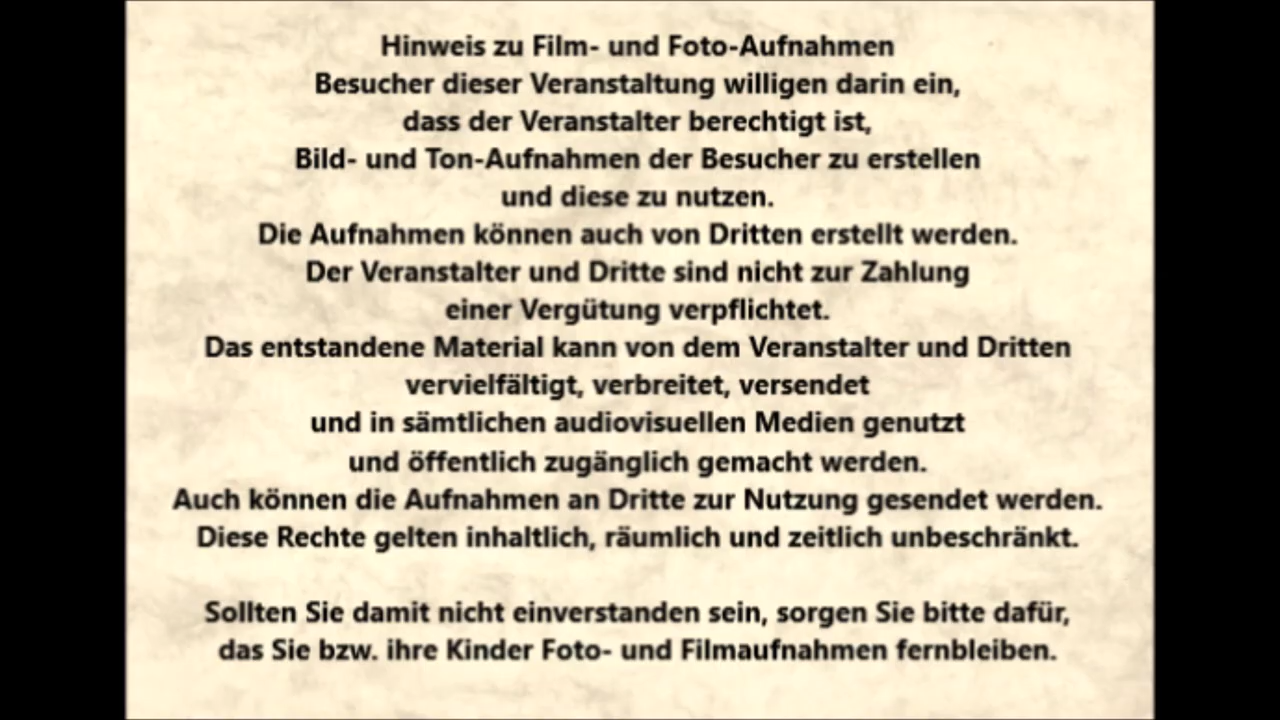 Hinweis zu Film- und Foto-Aufnahmen
Besucher dieser Veranstaltung willigen darin ein,
dass der Veranstalter berechtigt ist,
Bild- und Ton-Aufnahmen der Besucher zu erstellen
und diese zu nutzen.
Die Aufnahmen können auch von Dritten erstellt werden.
Der Veranstalter und Dritte sind nicht zur Zahlung
einer Vergütung verpflichtet.
Das entstandene Material kann von dem Veranstalter und Dritten
vervielfältigt, verbreitet, versendet
und in sämtlichen audiovisuellen Medien genutzt
und öffentlich zugänglich gemacht werden.
Auch können die Aufnahmen an Dritte zur Nutzung gesendet werden.
Diese Rechte gelten inhaltlich, räumlich und zeitlich unbeschränkt.
Sollten Sie damit nicht einverstanden sein, sorgen Sie bitte dafür,
das Sie bzw. ihre Kinder Foto- und Filmaufnahmen fernbleiben.